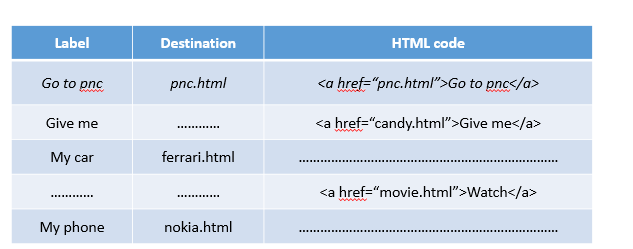 Label Destination HTML code
Go to pnc pnc.html <a href=“pnc.html”>Go to pnc</a>
Give me ………… <a href=“candy.html”>Give me</a>
My car ferrari.html ………………………………………………………………
………… ………… <a href=“movie.html”>Watch</a>
My phone nokia.html ………………………………………………………………